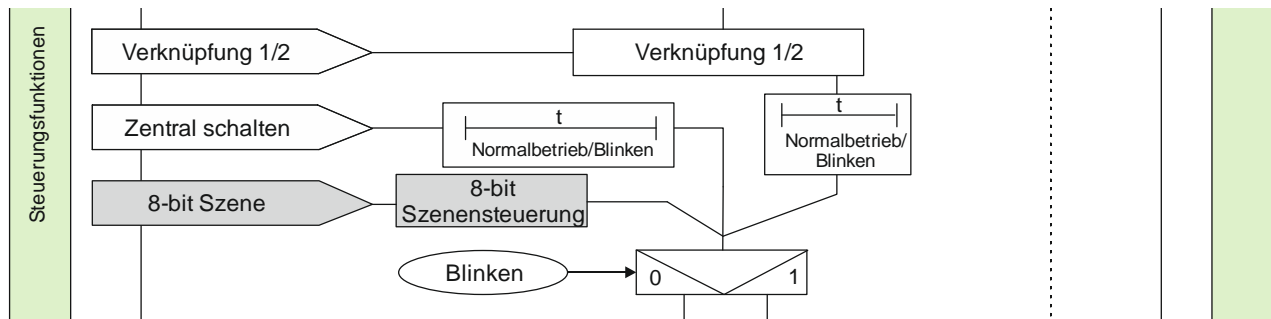 Steuerungsfunktionen
Verknüpfung 1/2
Verknüpfung 1/2
Zentral schalten
t
Normalbetrieb/Blinken
t
Normalbetrieb/
Blinken
8-bit Szene
8-bit
Szenensteuerung
Blinken
0
1